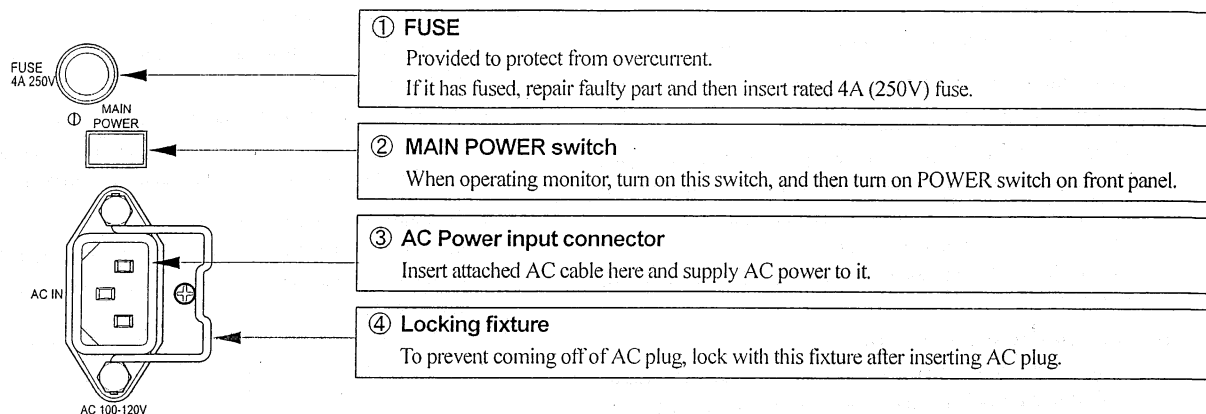 FUSE
4A 250V
MAIN
POWER
AC IN
AC 100-120V
① FUSE
Provided to protect from overcurrent.
If it has fused, repair faulty part and then insert rated 4A (250V) fuse.
② MAIN POWER switch
When operating monitor, turn on this switch, and then turn on POWER switch on front panel.
③ AC Power input connector
Insert attached AC cable here and supply AC power to it.
④ Locking fixture
To prevent coming off of AC plug, lock with this fixture after inserting AC plug.